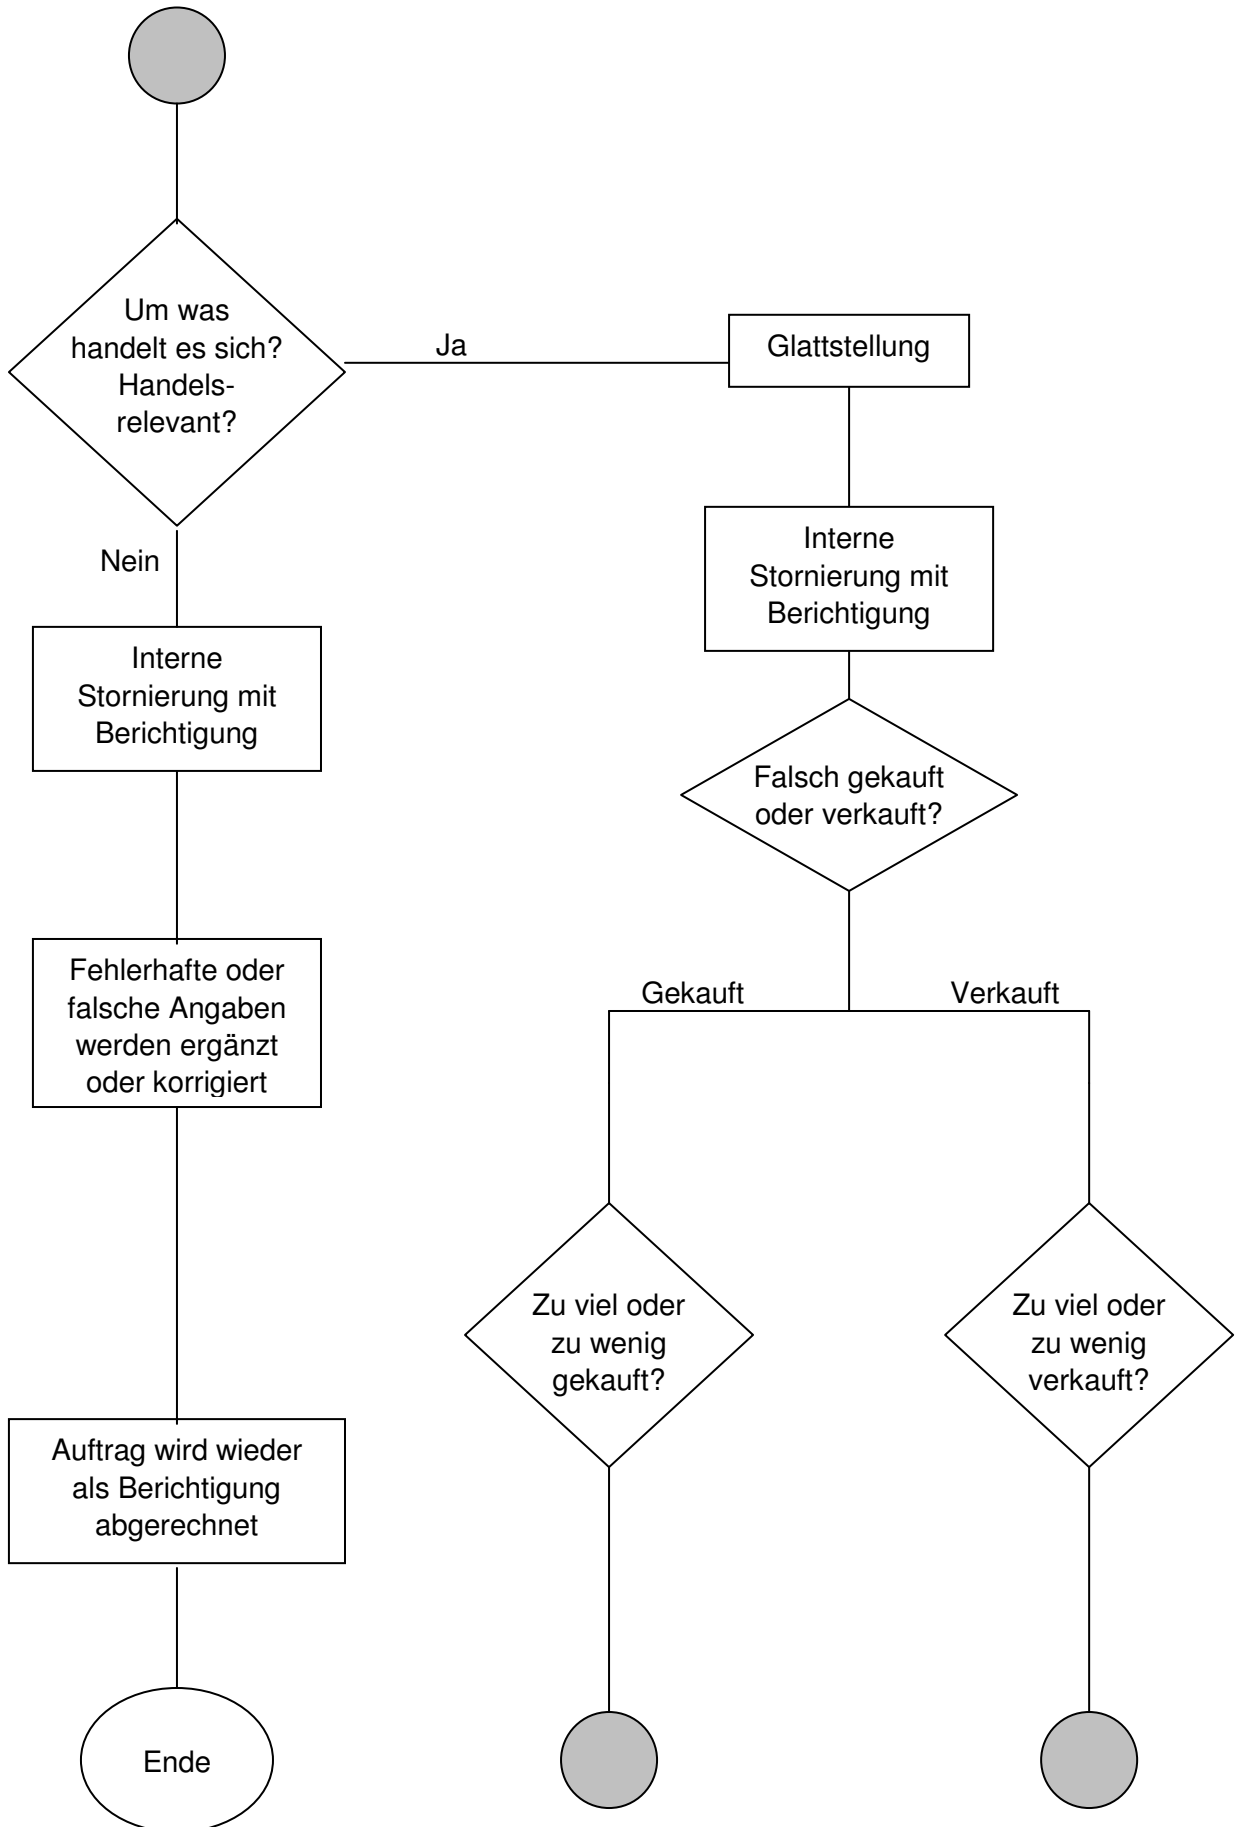 Um was
handelt es sich?
Handels-
relevant?
Ja
Glattstellung
Nein
Interne
Stornierung mit
Berichtigung
Interne
Stornierung mit
Berichtigung
Falsch gekauft
oder verkauft?
Fehlerhafte oder
falsche Angaben
werden ergänzt
oder korrigiert
Gekauft
Verkauft
Zu viel oder
zu wenig
gekauft?
Zu viel oder
zu wenig
verkauft?
Auftrag wird wieder
als Berichtigung
abgerechnet
Ende